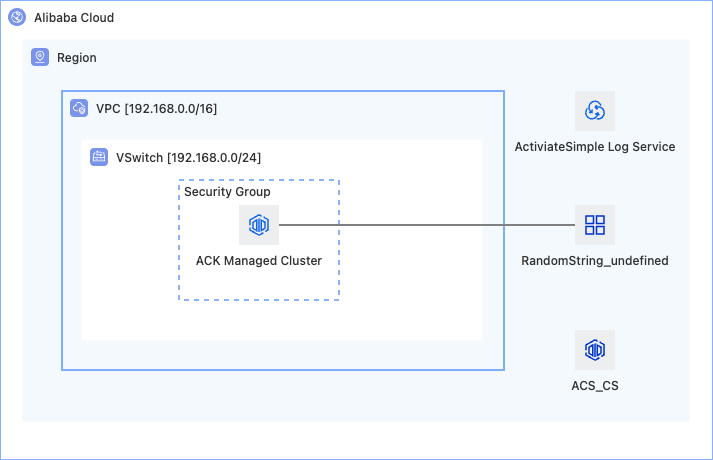 Alibaba Cloud
Region
VPC [192.168.0.0/16]
VSwitch [192.168.0.0/24]
Security Group
ACK Managed Cluster
ActiviateSimple Log Service
RandomString_undefined
ACS_CS